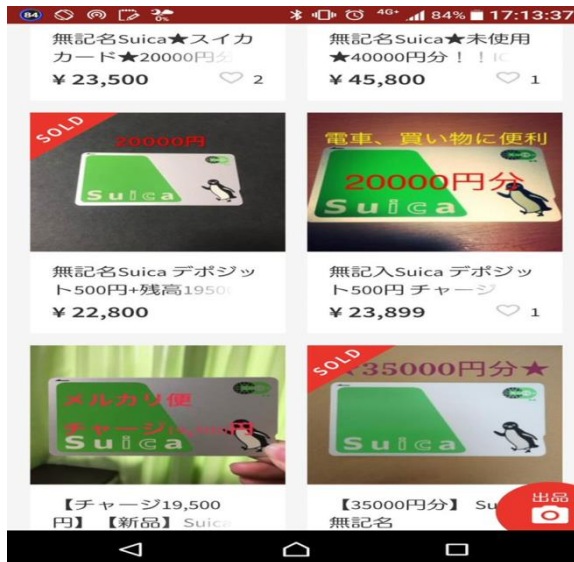 84
0%
4G+
84%
17:13:37
無記名Suica★スイカ
カード★20000円分
¥ 23,500
2
無記名Suica★未使用
★40000円分！！IC
¥ 45,800
1
SOLD
20000円
Suica
無記名Suica デポジッ
ト500円+残高1950
¥ 22,800
電車、買い物に便利
20000円分
Suica
無記入Suica デポジッ
ト500円 チャージ
¥ 23,899
1
メルカリ便
チャージ
円
Suica
【チャージ19,500
円】【新品】Suica
SOLD
★35000円分★
Suica
【35000円分】 Su
無記名
出品